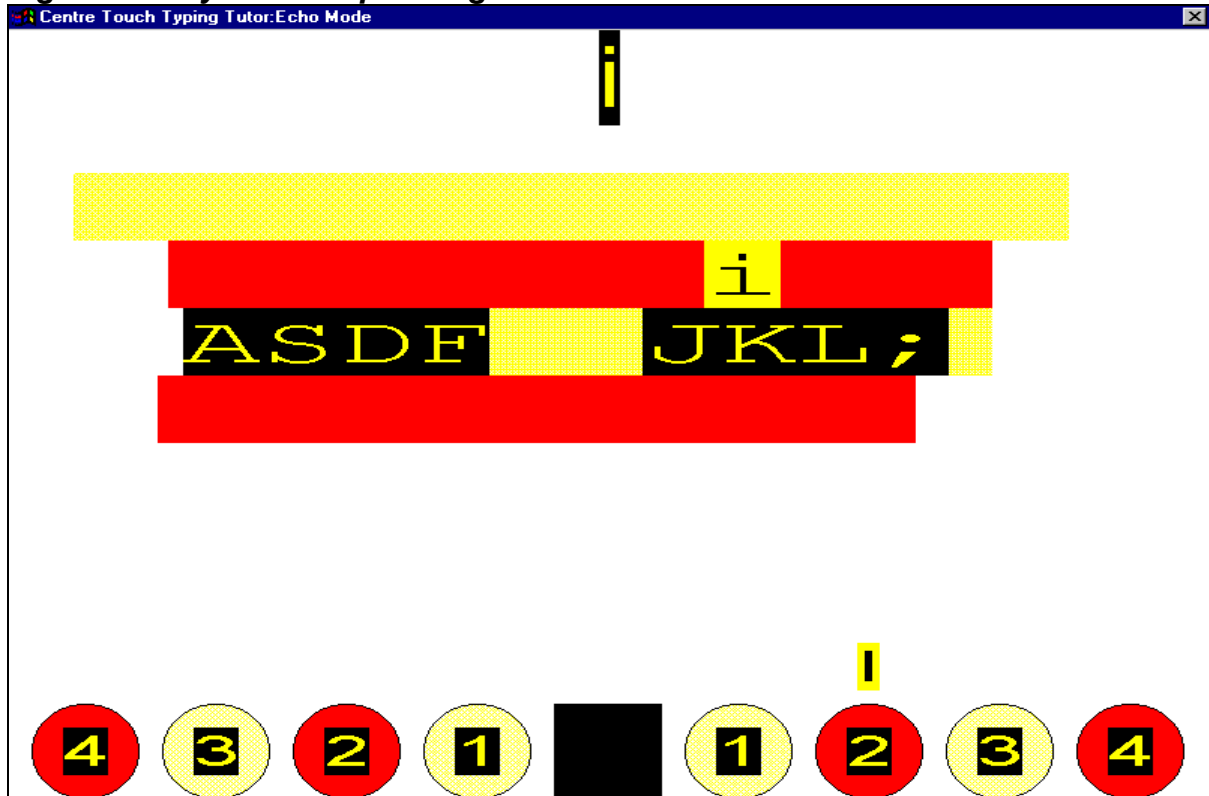 Centre Touch Typing Tutor:Echo Mode
i
i
ASDF JKL;
I
4 3 2 1 1 2 3 4